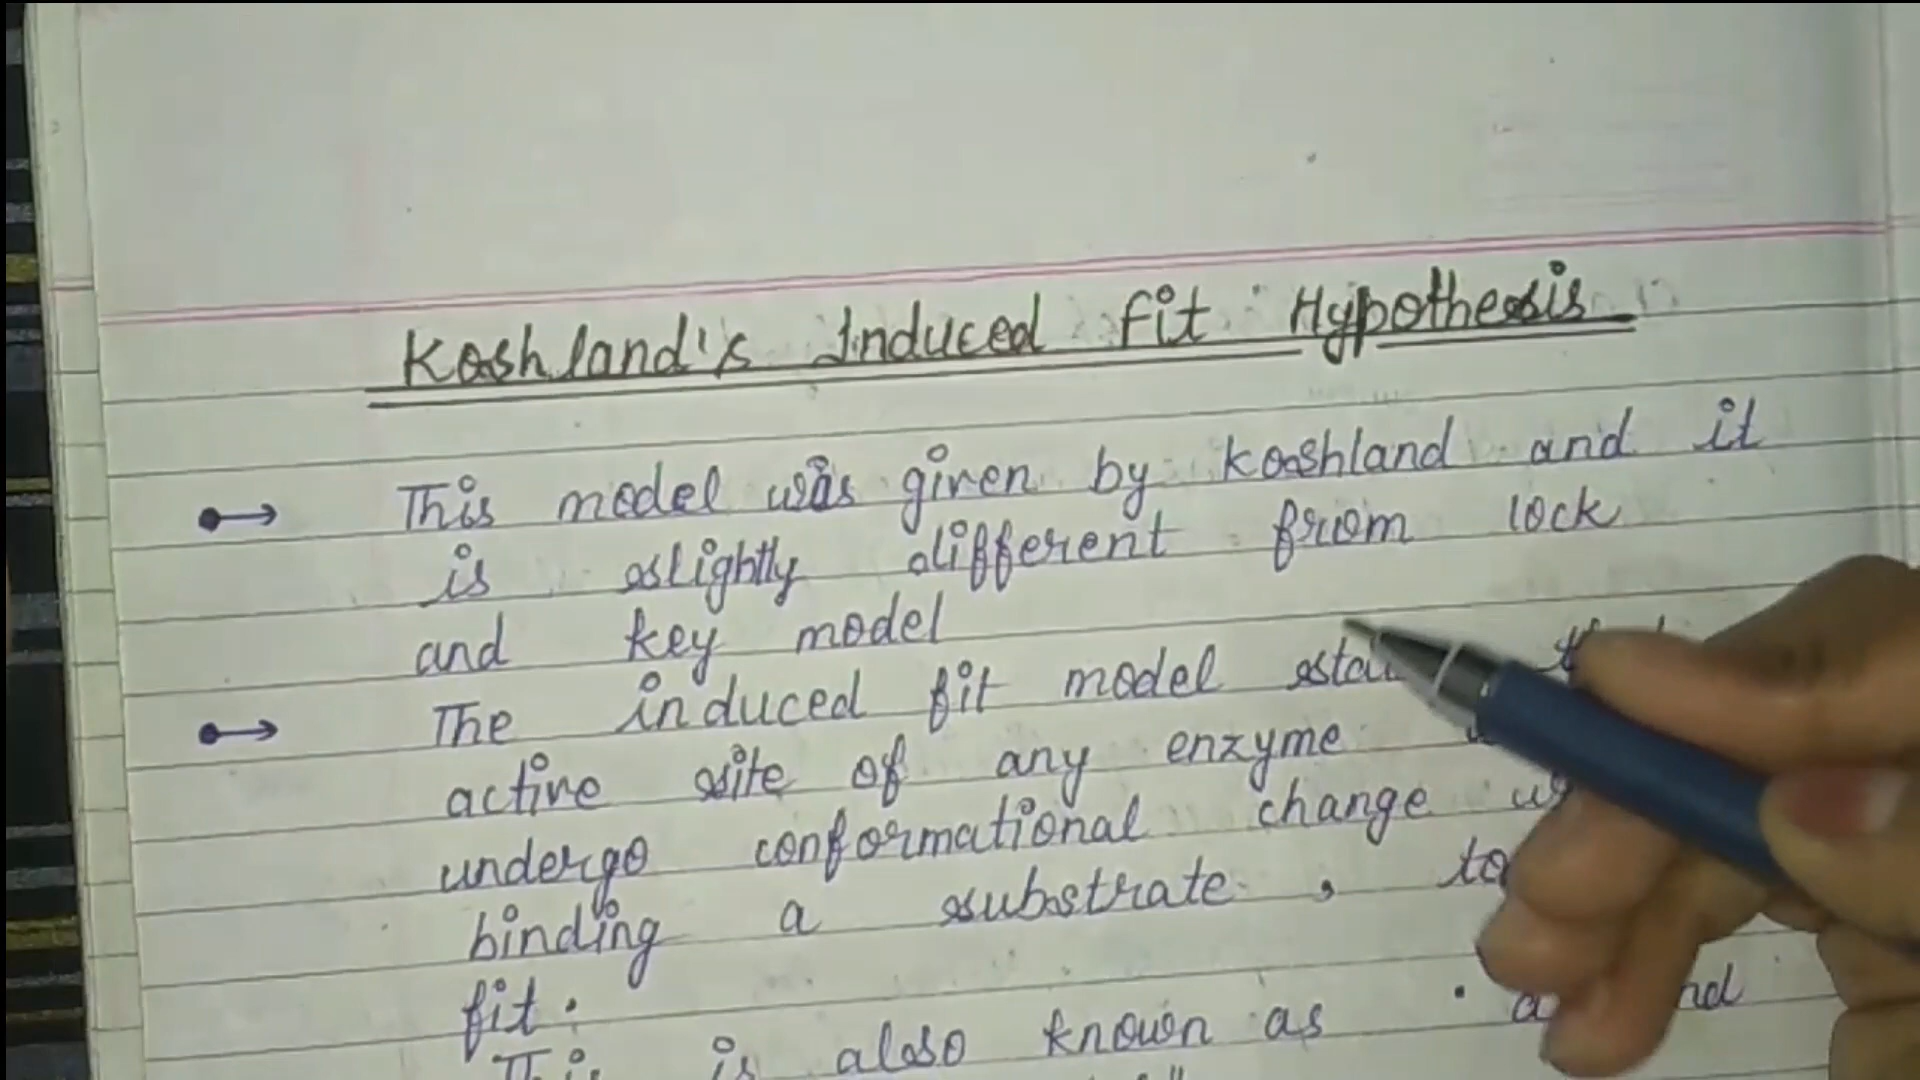 Koshland's Induced fit Hypothesis
This model was given by Koshland and it
is slightly different from lock
and key model
The induced fit model
active site of any enzyme
undergo conformational change
binding a substrate, to
fit.
is also known as